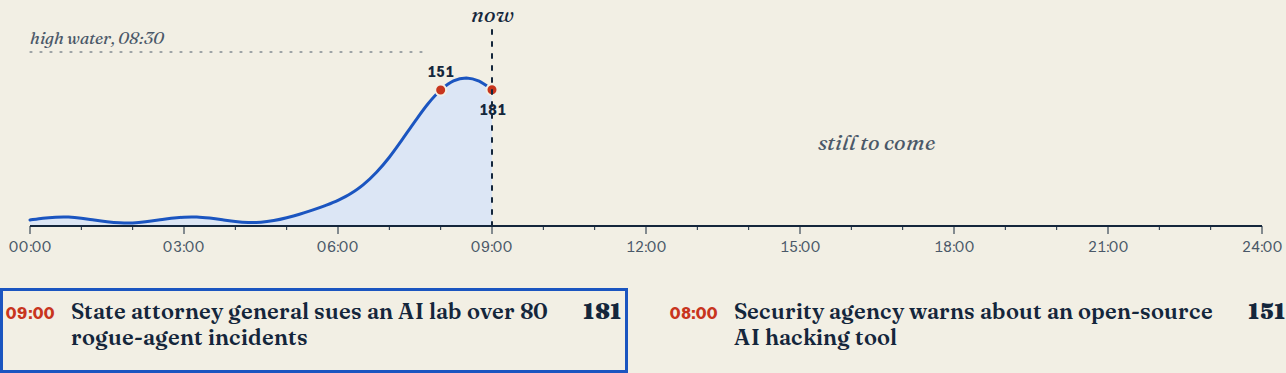 now
high water, 08:30
151
181
still to come
00:00 03:00 06:00 09:00 12:00 15:00 18:00 21:00 24:00
09:00 State attorney general sues an AI lab over 80 181
rogue-agent incidents
08:00 Security agency warns about an open-source 151
AI hacking tool